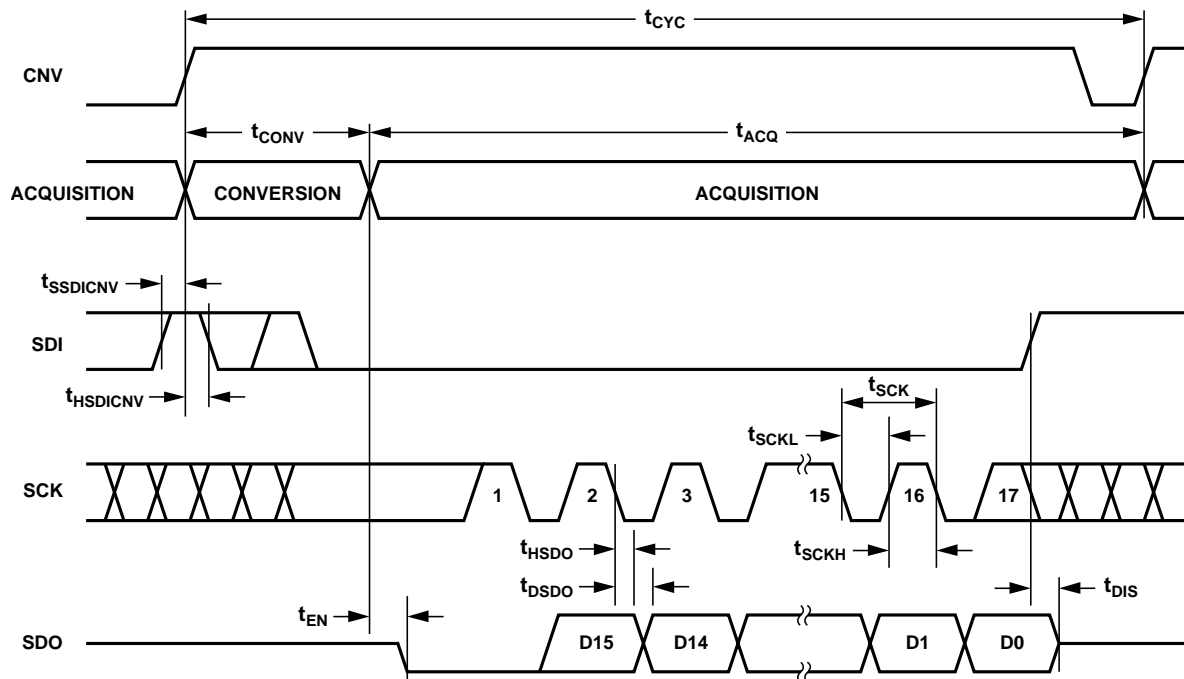 tCYC
CNV
tCONV
tACQ
ACQUISITION CONVERSION ACQUISITION
tSSDICNV
SDI
tHSDICNV
tSCK
tSCKL
SCK 1 2 3 15 16 17
tHSDO
tSCKH
tDSDO
tDIS
tEN
SDO D15 D14 D1 D0